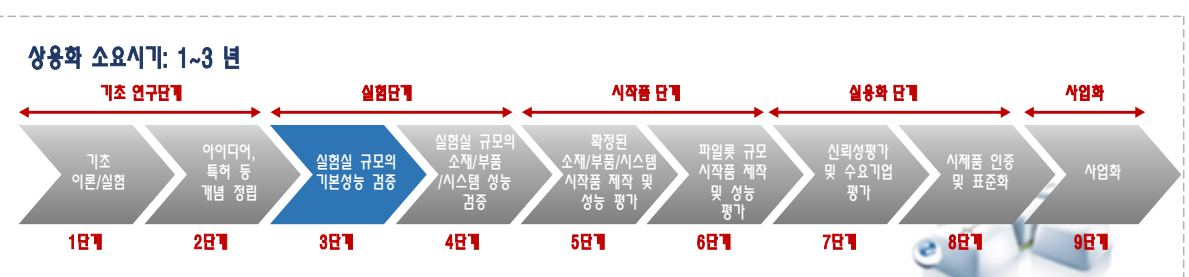 상용화 소요시기: 1~3 년
기초 연구단계
실험단계
시작품 단계
실용화 단계
사업화
기초
이론/실험
아이디어,
특허 등
개념 정립
실험실 규모의
기본성능 검증
실험실 규모의
소재/부품
/시스템 성능
검증
확정된
소재/부품/시스템
시작품 제작 및
성능 평가
파일롯 규모
시작품 제작
및 성능
평가
신뢰성평가
및 수요기업
평가
시제품 인증
및 표준화
사업화
1단계
2단계
3단계
4단계
5단계
6단계
7단계
8단계
9단계